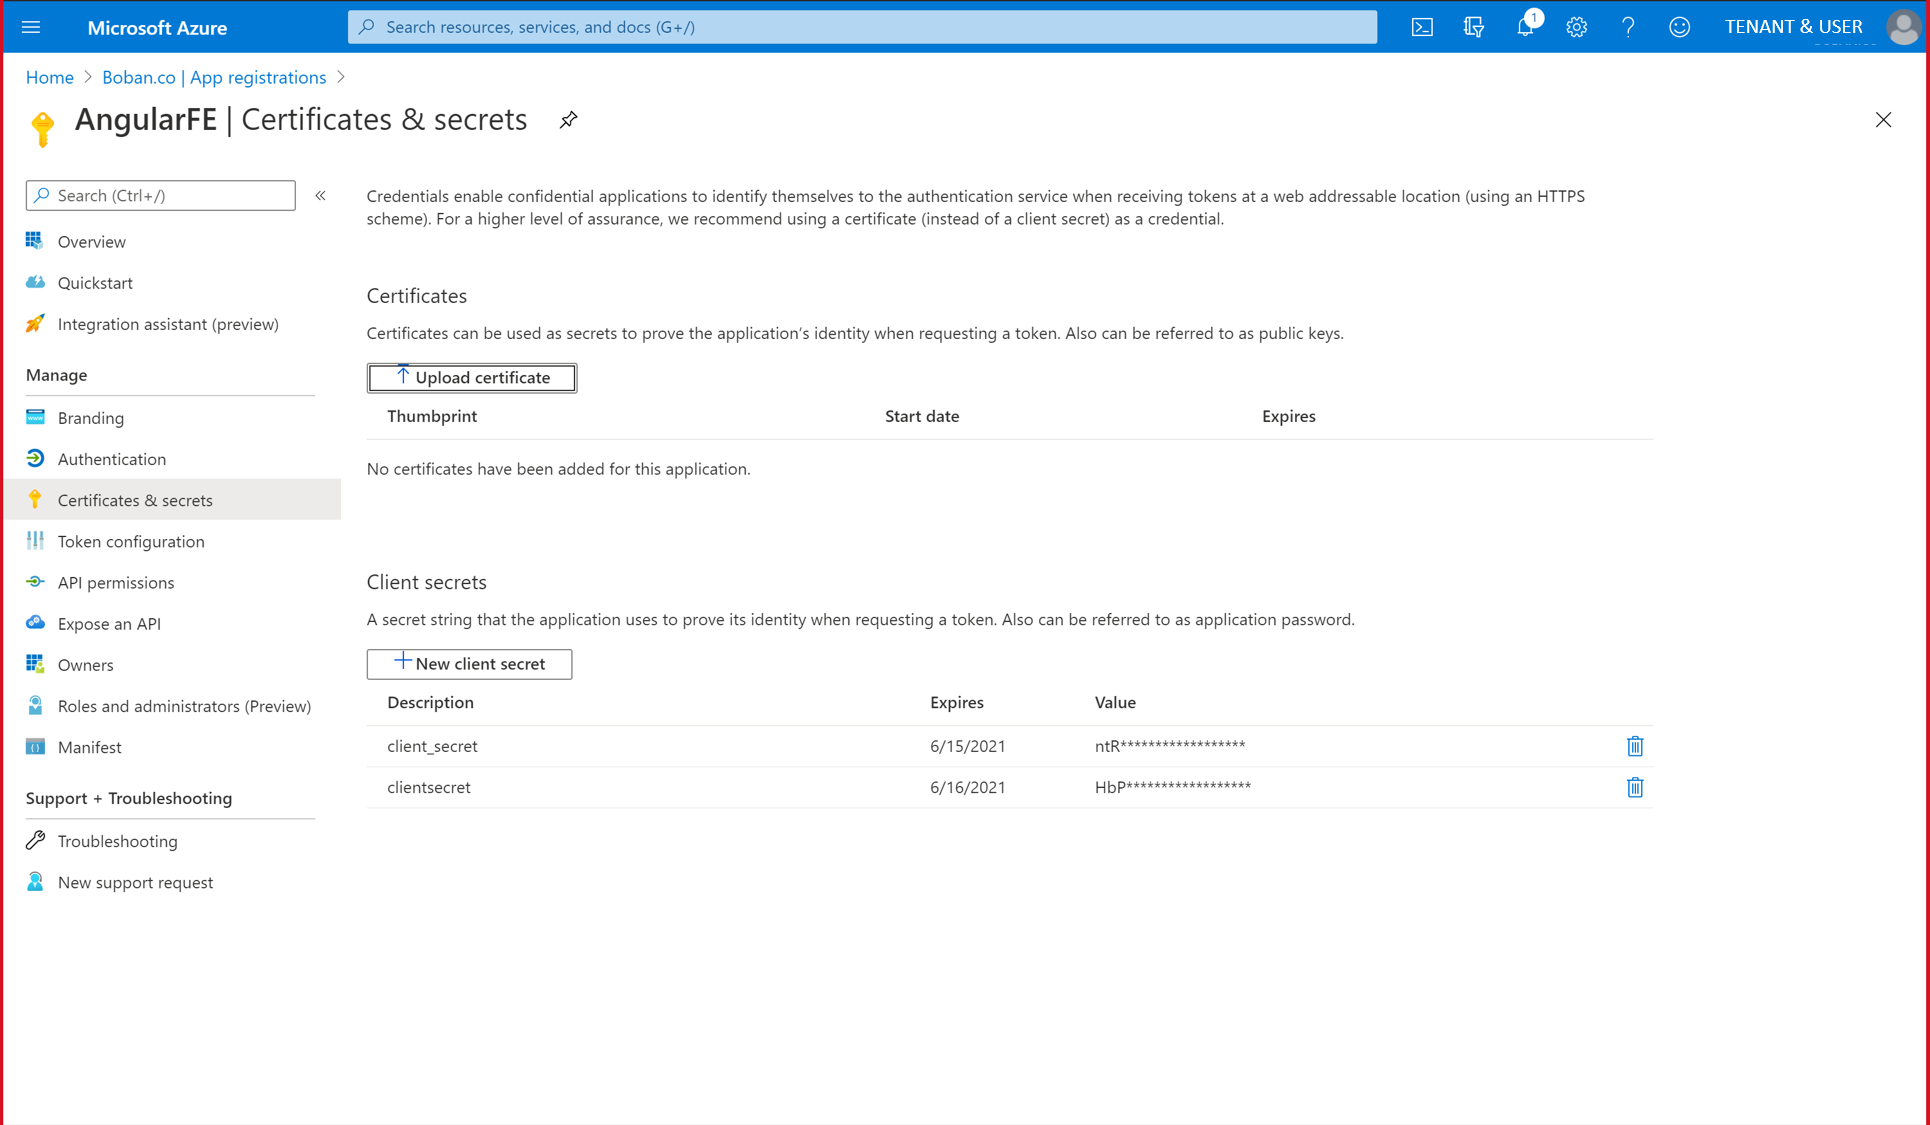 Microsoft Azure
Search resources, services, and docs (G+/)
1
TENANT & USER
Home > Boban.co | App registrations >
AngularFE | Certificates & secrets
Search (Ctrl+/)
«
Overview
Quickstart
Integration assistant (preview)
Manage
Branding
Authentication
Certificates & secrets
Token configuration
API permissions
Expose an API
Owners
Roles and administrators (Preview)
Manifest
Support + Troubleshooting
Troubleshooting
New support request
Credentials enable confidential applications to identify themselves to the authentication service when receiving tokens at a web addressable location (using an HTTPS
scheme). For a higher level of assurance, we recommend using a certificate (instead of a client secret) as a credential.
Certificates
Certificates can be used as secrets to prove the application’s identity when requesting a token. Also can be referred to as public keys.
Upload certificate
Thumbprint Start date Expires
No certificates have been added for this application.
Client secrets
A secret string that the application uses to prove its identity when requesting a token. Also can be referred to as application password.
New client secret
Description Expires Value
client_secret 6/15/2021 ntR******************
clientsecret 6/16/2021 HbP******************